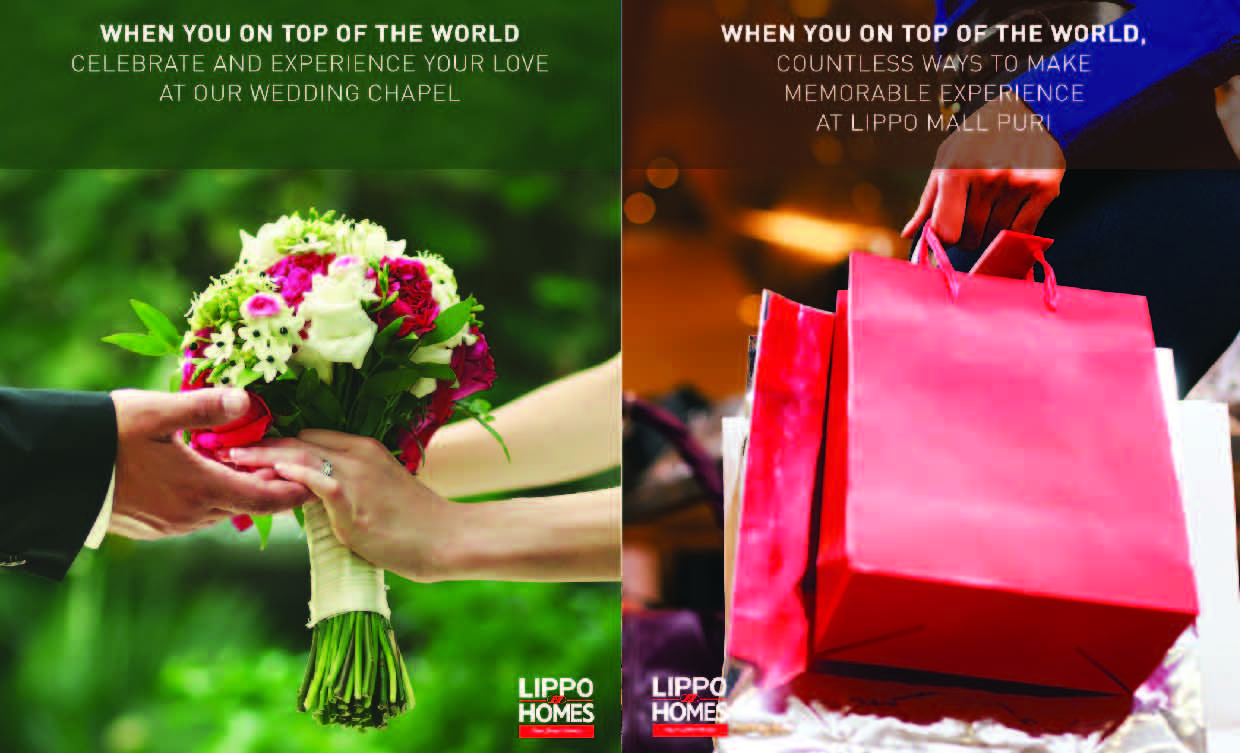 WHEN YOU ON TOP OF THE WORLD
CELEBRATE AND EXPERIENCE YOUR LOVE
AT OUR WEDDING CHAPEL
LIPPO
HOMES
WHEN YOU ON TOP OF THE WORLD,
COUNTLESS WAYS TO MAKE
MEMORABLE EXPERIENCE
AT LIPPO MALL PURI
LIPPO
HOMES